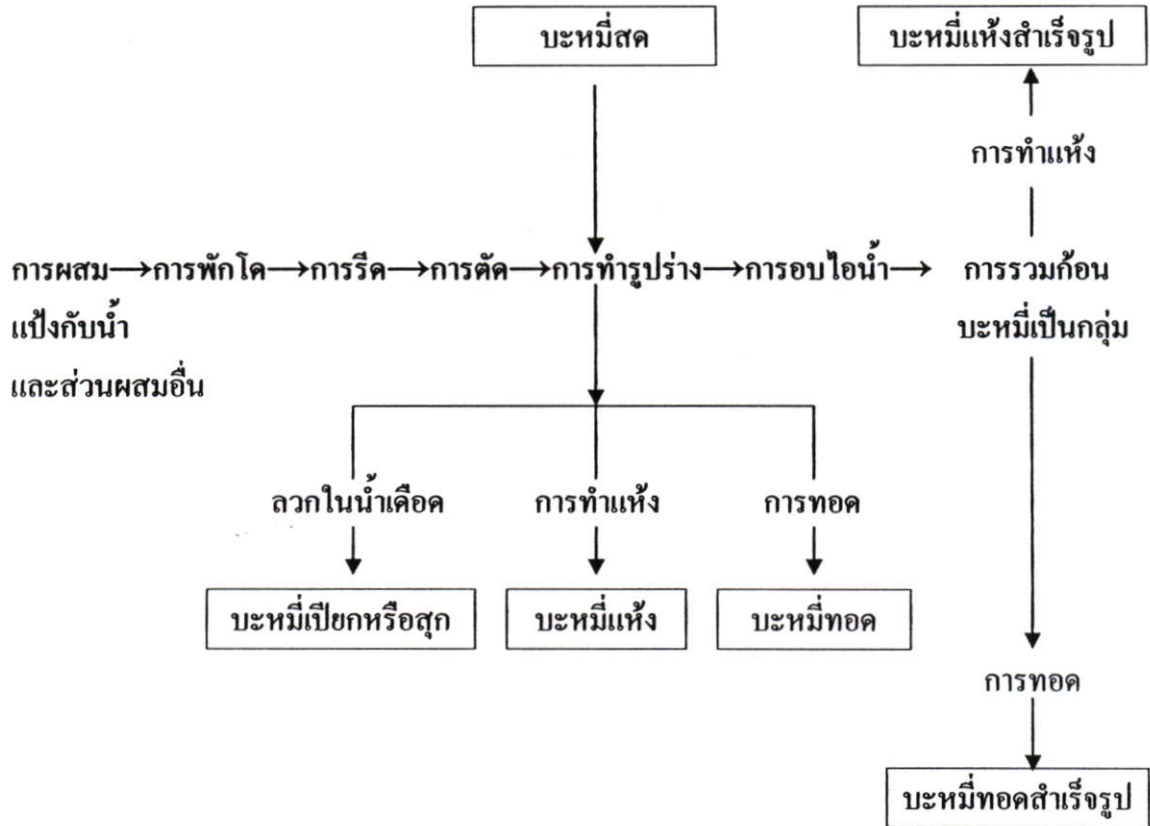 บะหมี่สด
บะหมี่แห้งสำเร็จรูป
การทำแห้ง
การผสม→การพักโด→การรีด→การตัด→การทำรูปร่าง→การอบไอน้ำ→ การรวมก้อน
แป้งกับน้ำ
บะหมี่เป็นกลุ่ม
และส่วนผสมอื่น
ลวกในน้ำเดือด
การทำแห้ง
การทอด
บะหมี่เปียกหรือสุก
บะหมี่แห้ง
บะหมี่ทอด
การทอด
บะหมี่ทอดสำเร็จรูป